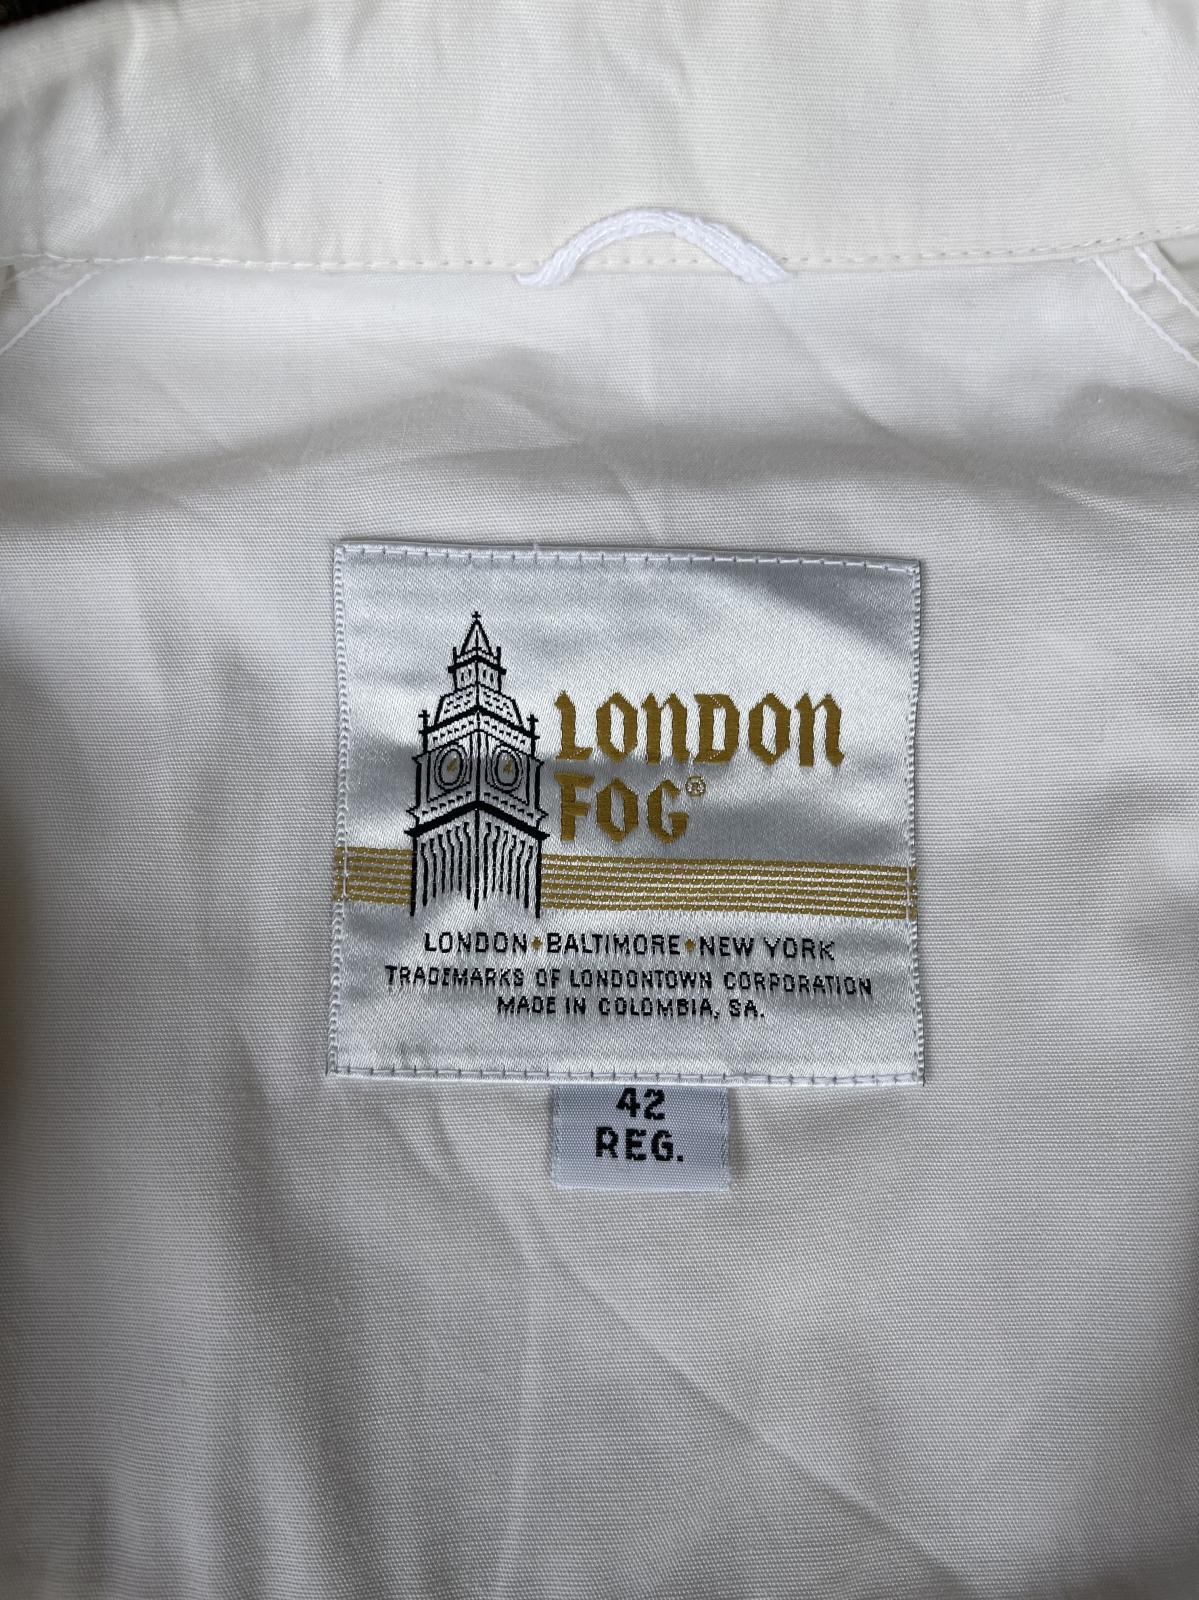 LONDON
FOG®
LONDON•BALTIMORE•NEW YORK
TRADEMARKS OF LONDONTOWN CORPORATION
MADE IN COLOMBIA, SA.
42
REG.